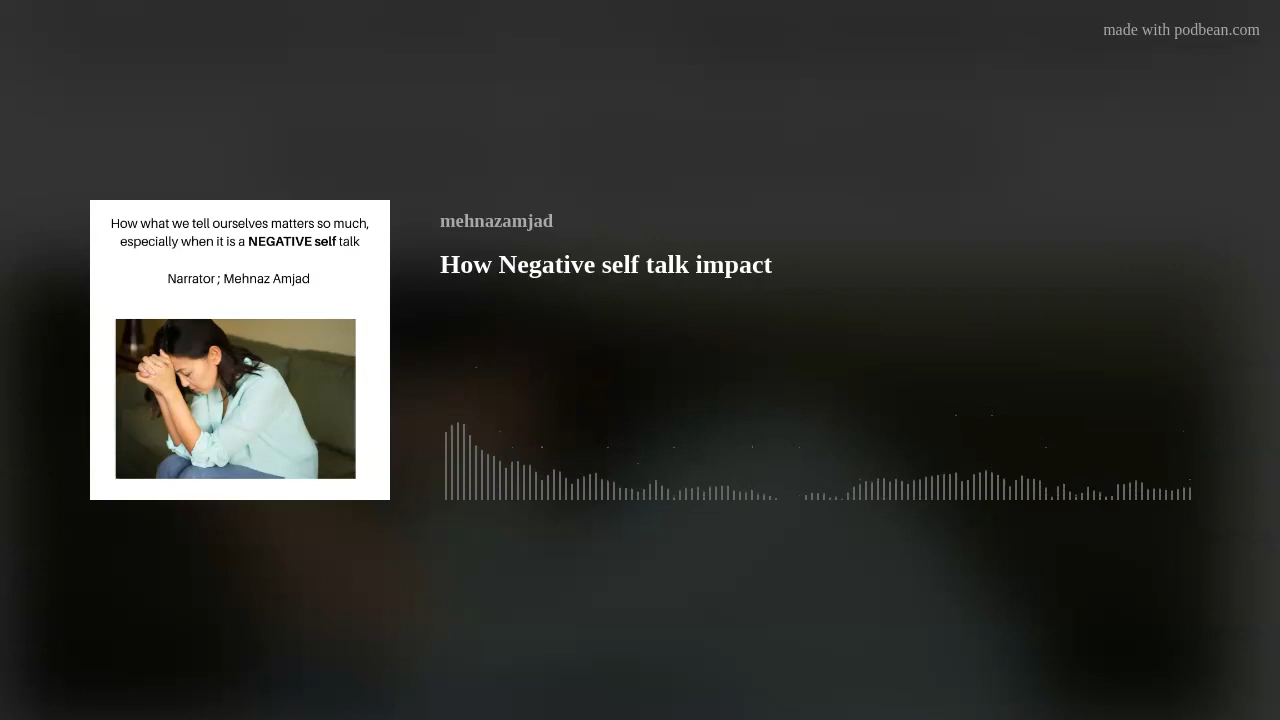 made with podbean.com
How what we tell ourselves matters so much,
especially when it is a NEGATIVE self talk
Narrator ; Mehnaz Amjad
mehnazamjad
How Negative self talk impact